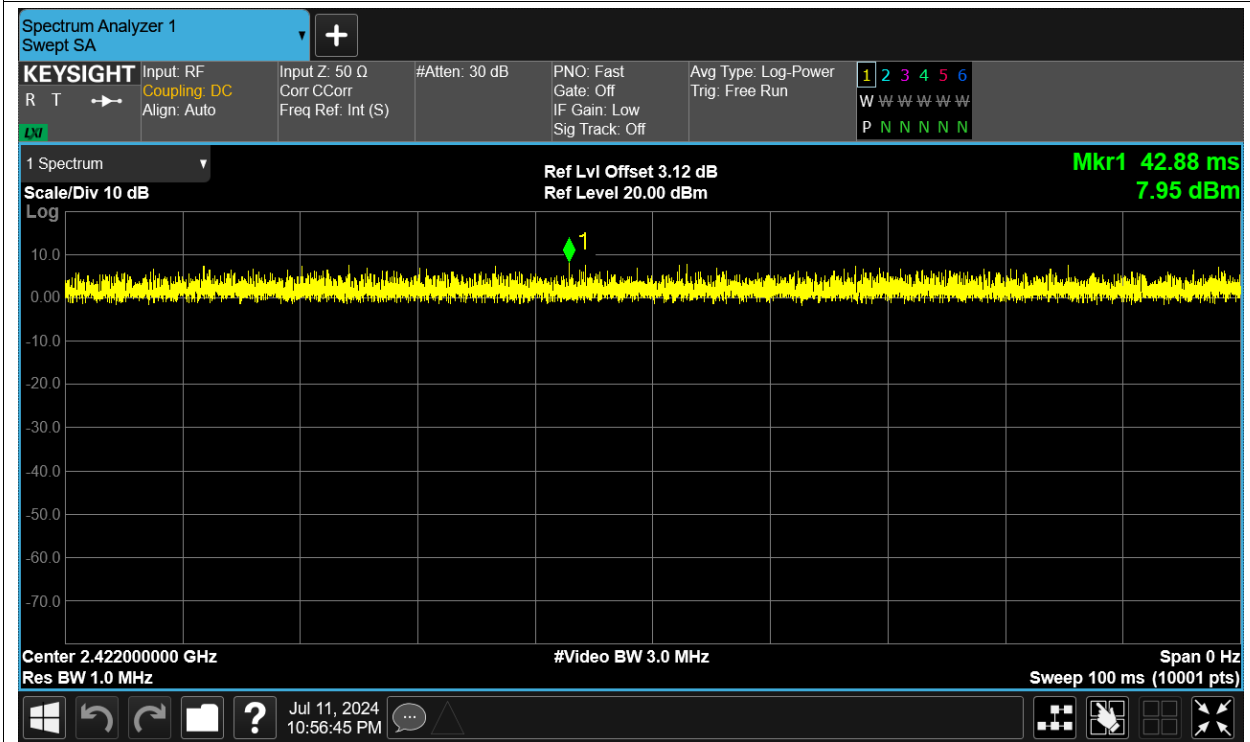 Spectrum Analyzer 1
Swept SA
KEYSIGHT
R T
LXI
Input: RF
Coupling: DC
Align: Auto
Input Z: 50 Ω
Corr CCorr
Freq Ref: Int (S)
#Atten: 30 dB
PNO: Fast
Gate: Off
IF Gain: Low
Sig Track: Off
Avg Type: Log-Power
Trig: Free Run
1 2 3 4 5 6
W W W W W W
P N N N N N
1 Spectrum
Scale/Div 10 dB
Log
Ref Lvl Offset 3.12 dB
Ref Level 20.00 dBm
Mkr1 42.88 ms
7.95 dBm
1
10.0
0.00
-10.0
-20.0
-30.0
-40.0
-50.0
-60.0
-70.0
Center 2.422000000 GHz
Res BW 1.0 MHz
#Video BW 3.0 MHz
Span 0 Hz
Sweep 100 ms (10001 pts)
?
Jul 11, 2024
10:56:45 PM